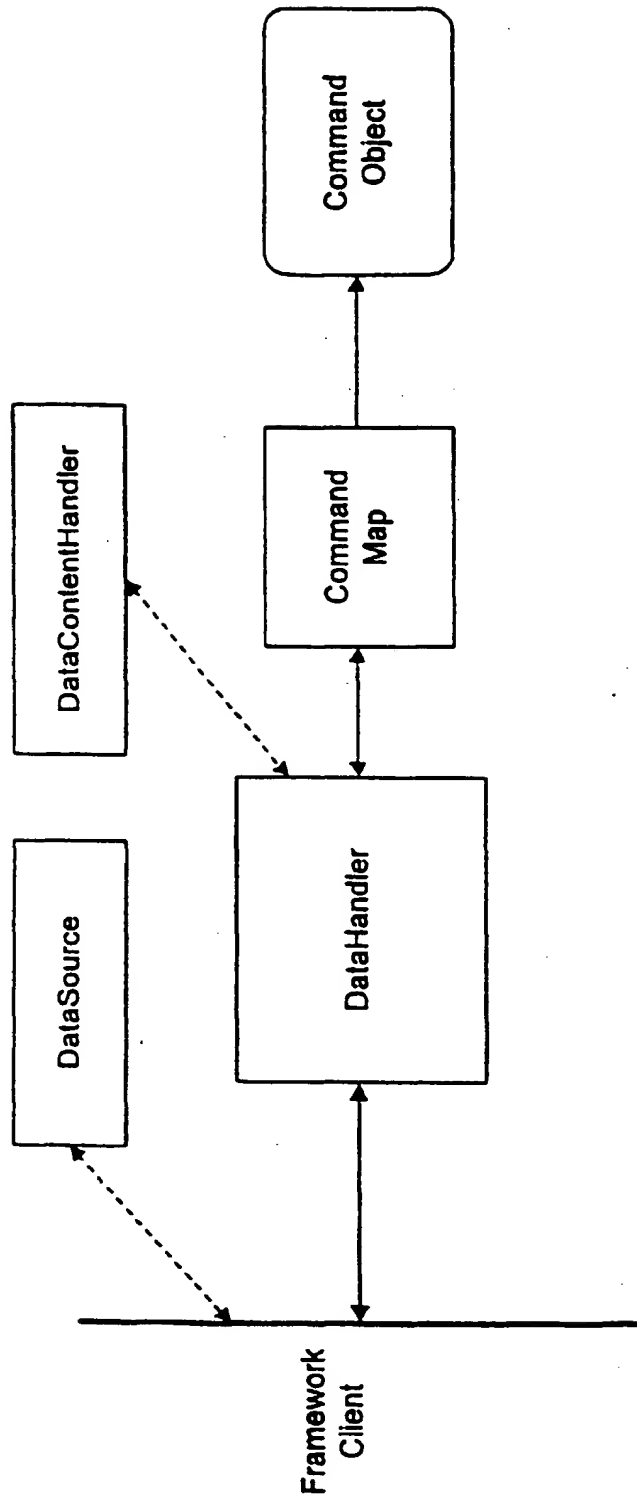 DataSource
DataContentHandler
Framework
Client
DataHandler
Command
Map
Command
Object